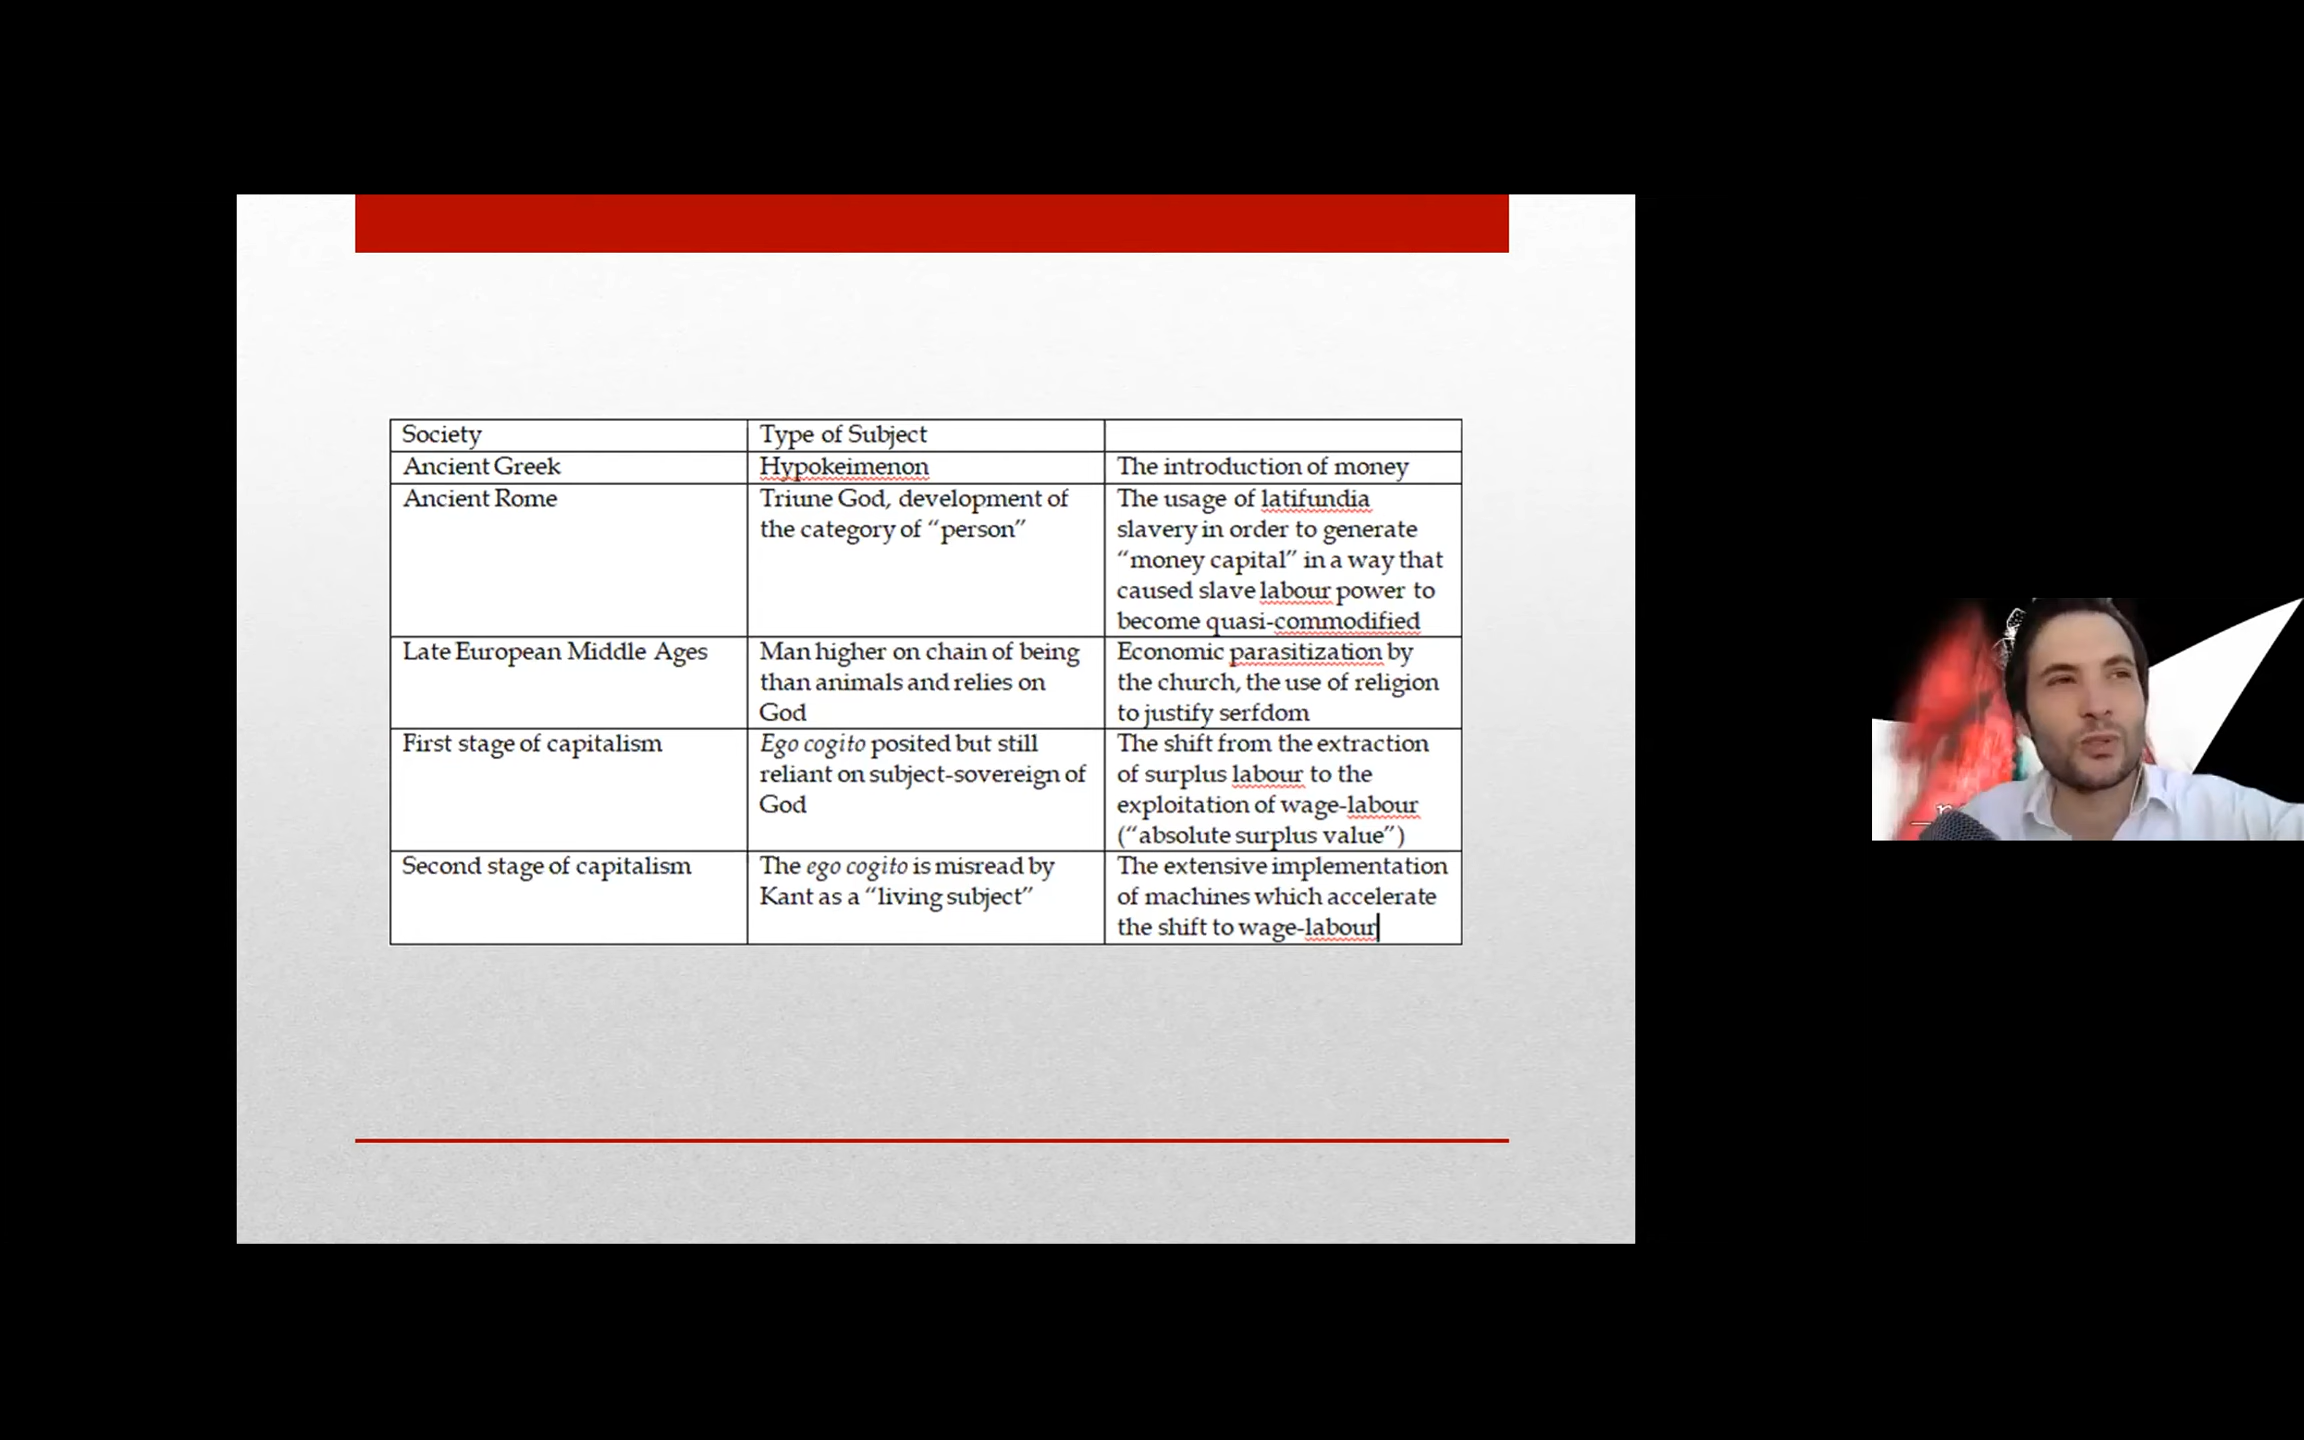 Society
Type of Subject
Ancient Greek
Hypokeimenon
The introduction of money
Ancient Rome
Triune God, development of
the category of “person”
The usage of latifundia
slavery in order to generate
“money capital” in a way that
caused slave labour power to
become quasi-commodified
Late European Middle Ages
Man higher on chain of being
than animals and relies on
God
Economic parasitization by
the church, the use of religion
to justify serfdom
First stage of capitalism
Ego cogito posited but still
reliant on subject-sovereign of
God
The shift from the extraction
of surplus labour to the
exploitation of wage-labour
(“absolute surplus value”)
Second stage of capitalism
The ego cogito is misread by
Kant as a “living subject”
The extensive implementation
of machines which accelerate
the shift to wage-labour